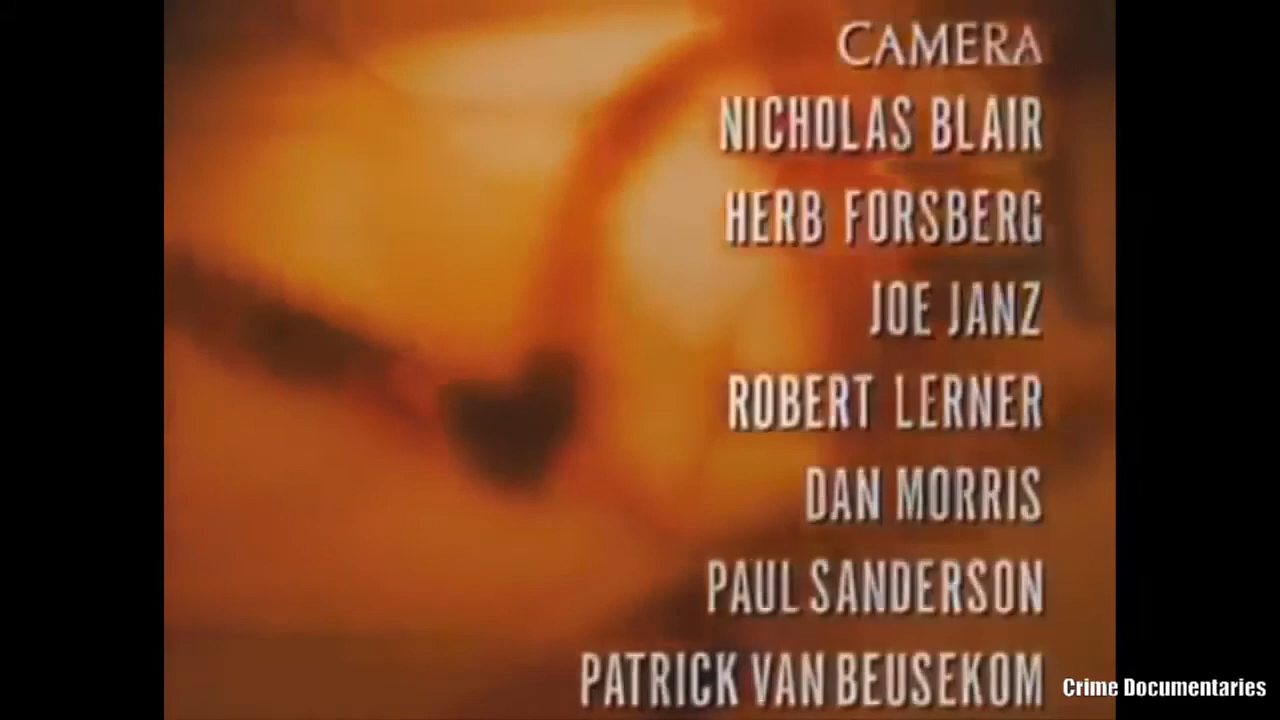 CAMERA
NICHOLAS BLAIR
HERB FORSBERG
JOE JANZ
ROBERT LERNER
DAN MORRIS
PAUL SANDERSON
PATRICK VAN BEUSEKOM
Crime Documentaries